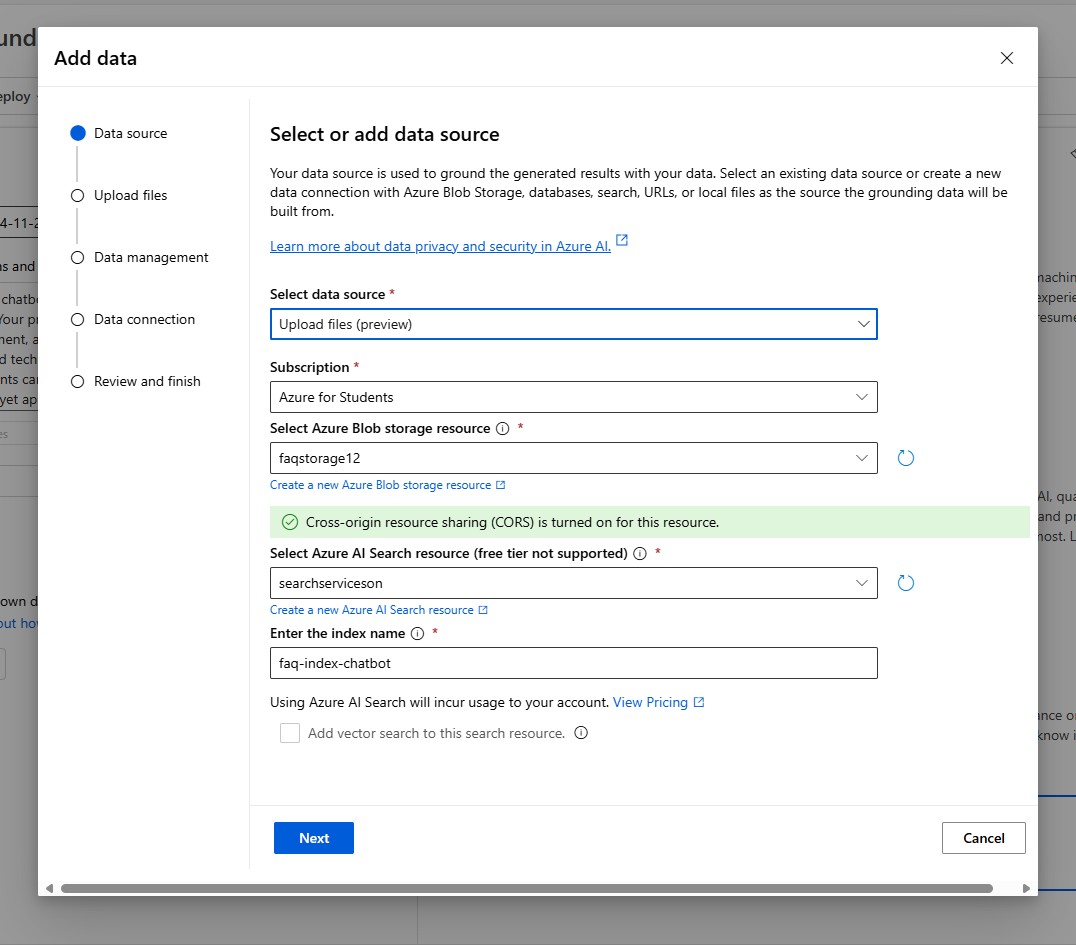 Add data
Data source
Upload files
Data management
Data connection
Review and finish
Select or add data source
Your data source is used to ground the generated results with your data. Select an existing data source or create a new
data connection with Azure Blob Storage, databases, search, URLs, or local files as the source the grounding data will be
built from.
Learn more about data privacy and security in Azure AI.
Select data source *
Upload files (preview)
Subscription *
Azure for Students
Select Azure Blob storage resource *
faqstorage12
Create a new Azure Blob storage resource
Cross-origin resource sharing (CORS) is turned on for this resource.
Select Azure AI Search resource (free tier not supported) *
searchserviceson
Create a new Azure AI Search resource
Enter the index name *
faq-index-chatbot
Using Azure AI Search will incur usage to your account. View Pricing
Add vector search to this search resource.
Next
Cancel